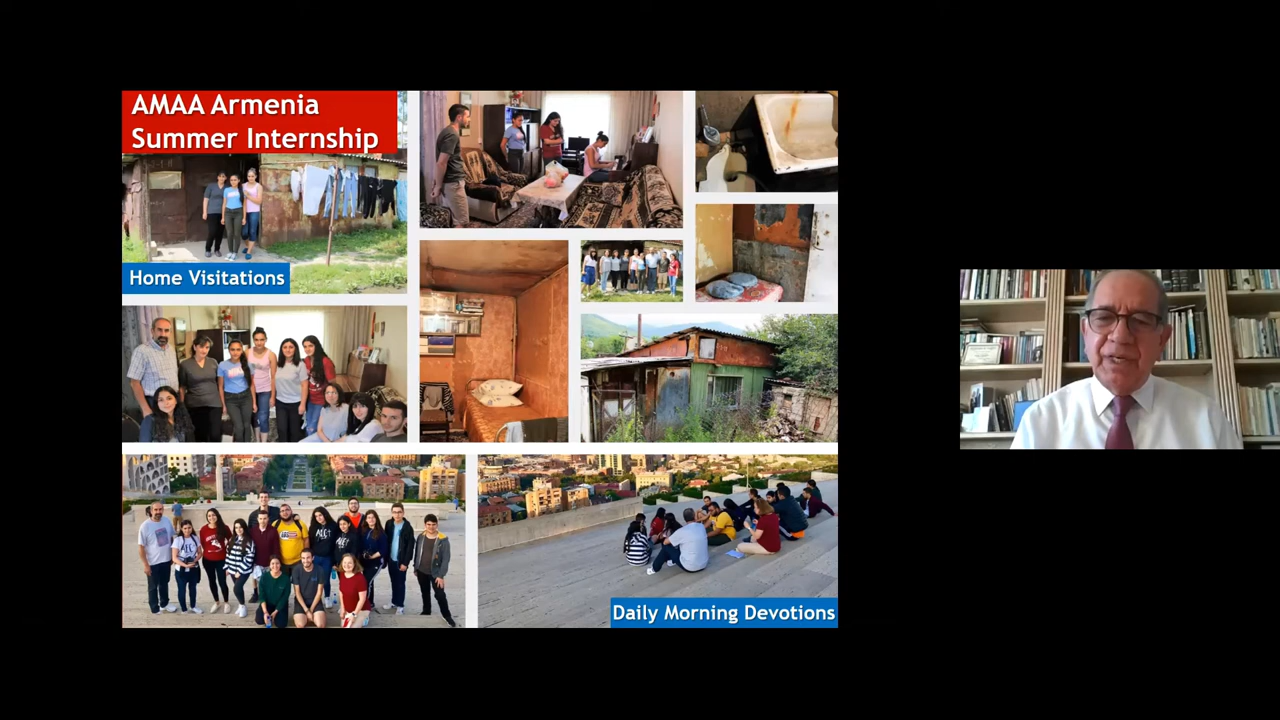 AMAA Armenia
Summer Internship
Home Visitations
Daily Morning Devotions